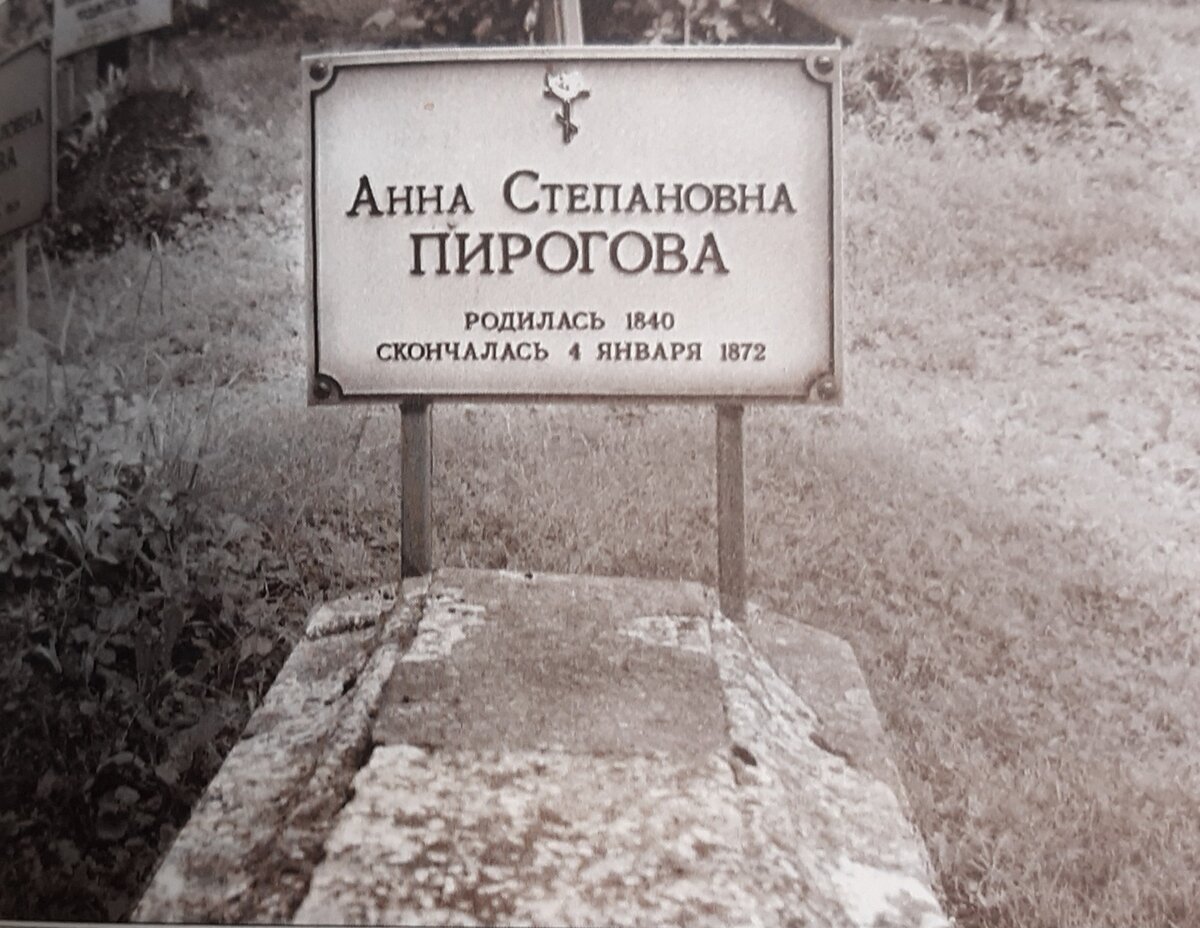 Анна Степановна
ПИРОГОВА
РОДИЛАСЬ 1840
СКОНЧАЛАСЬ 4 ЯНВАРЯ 1872